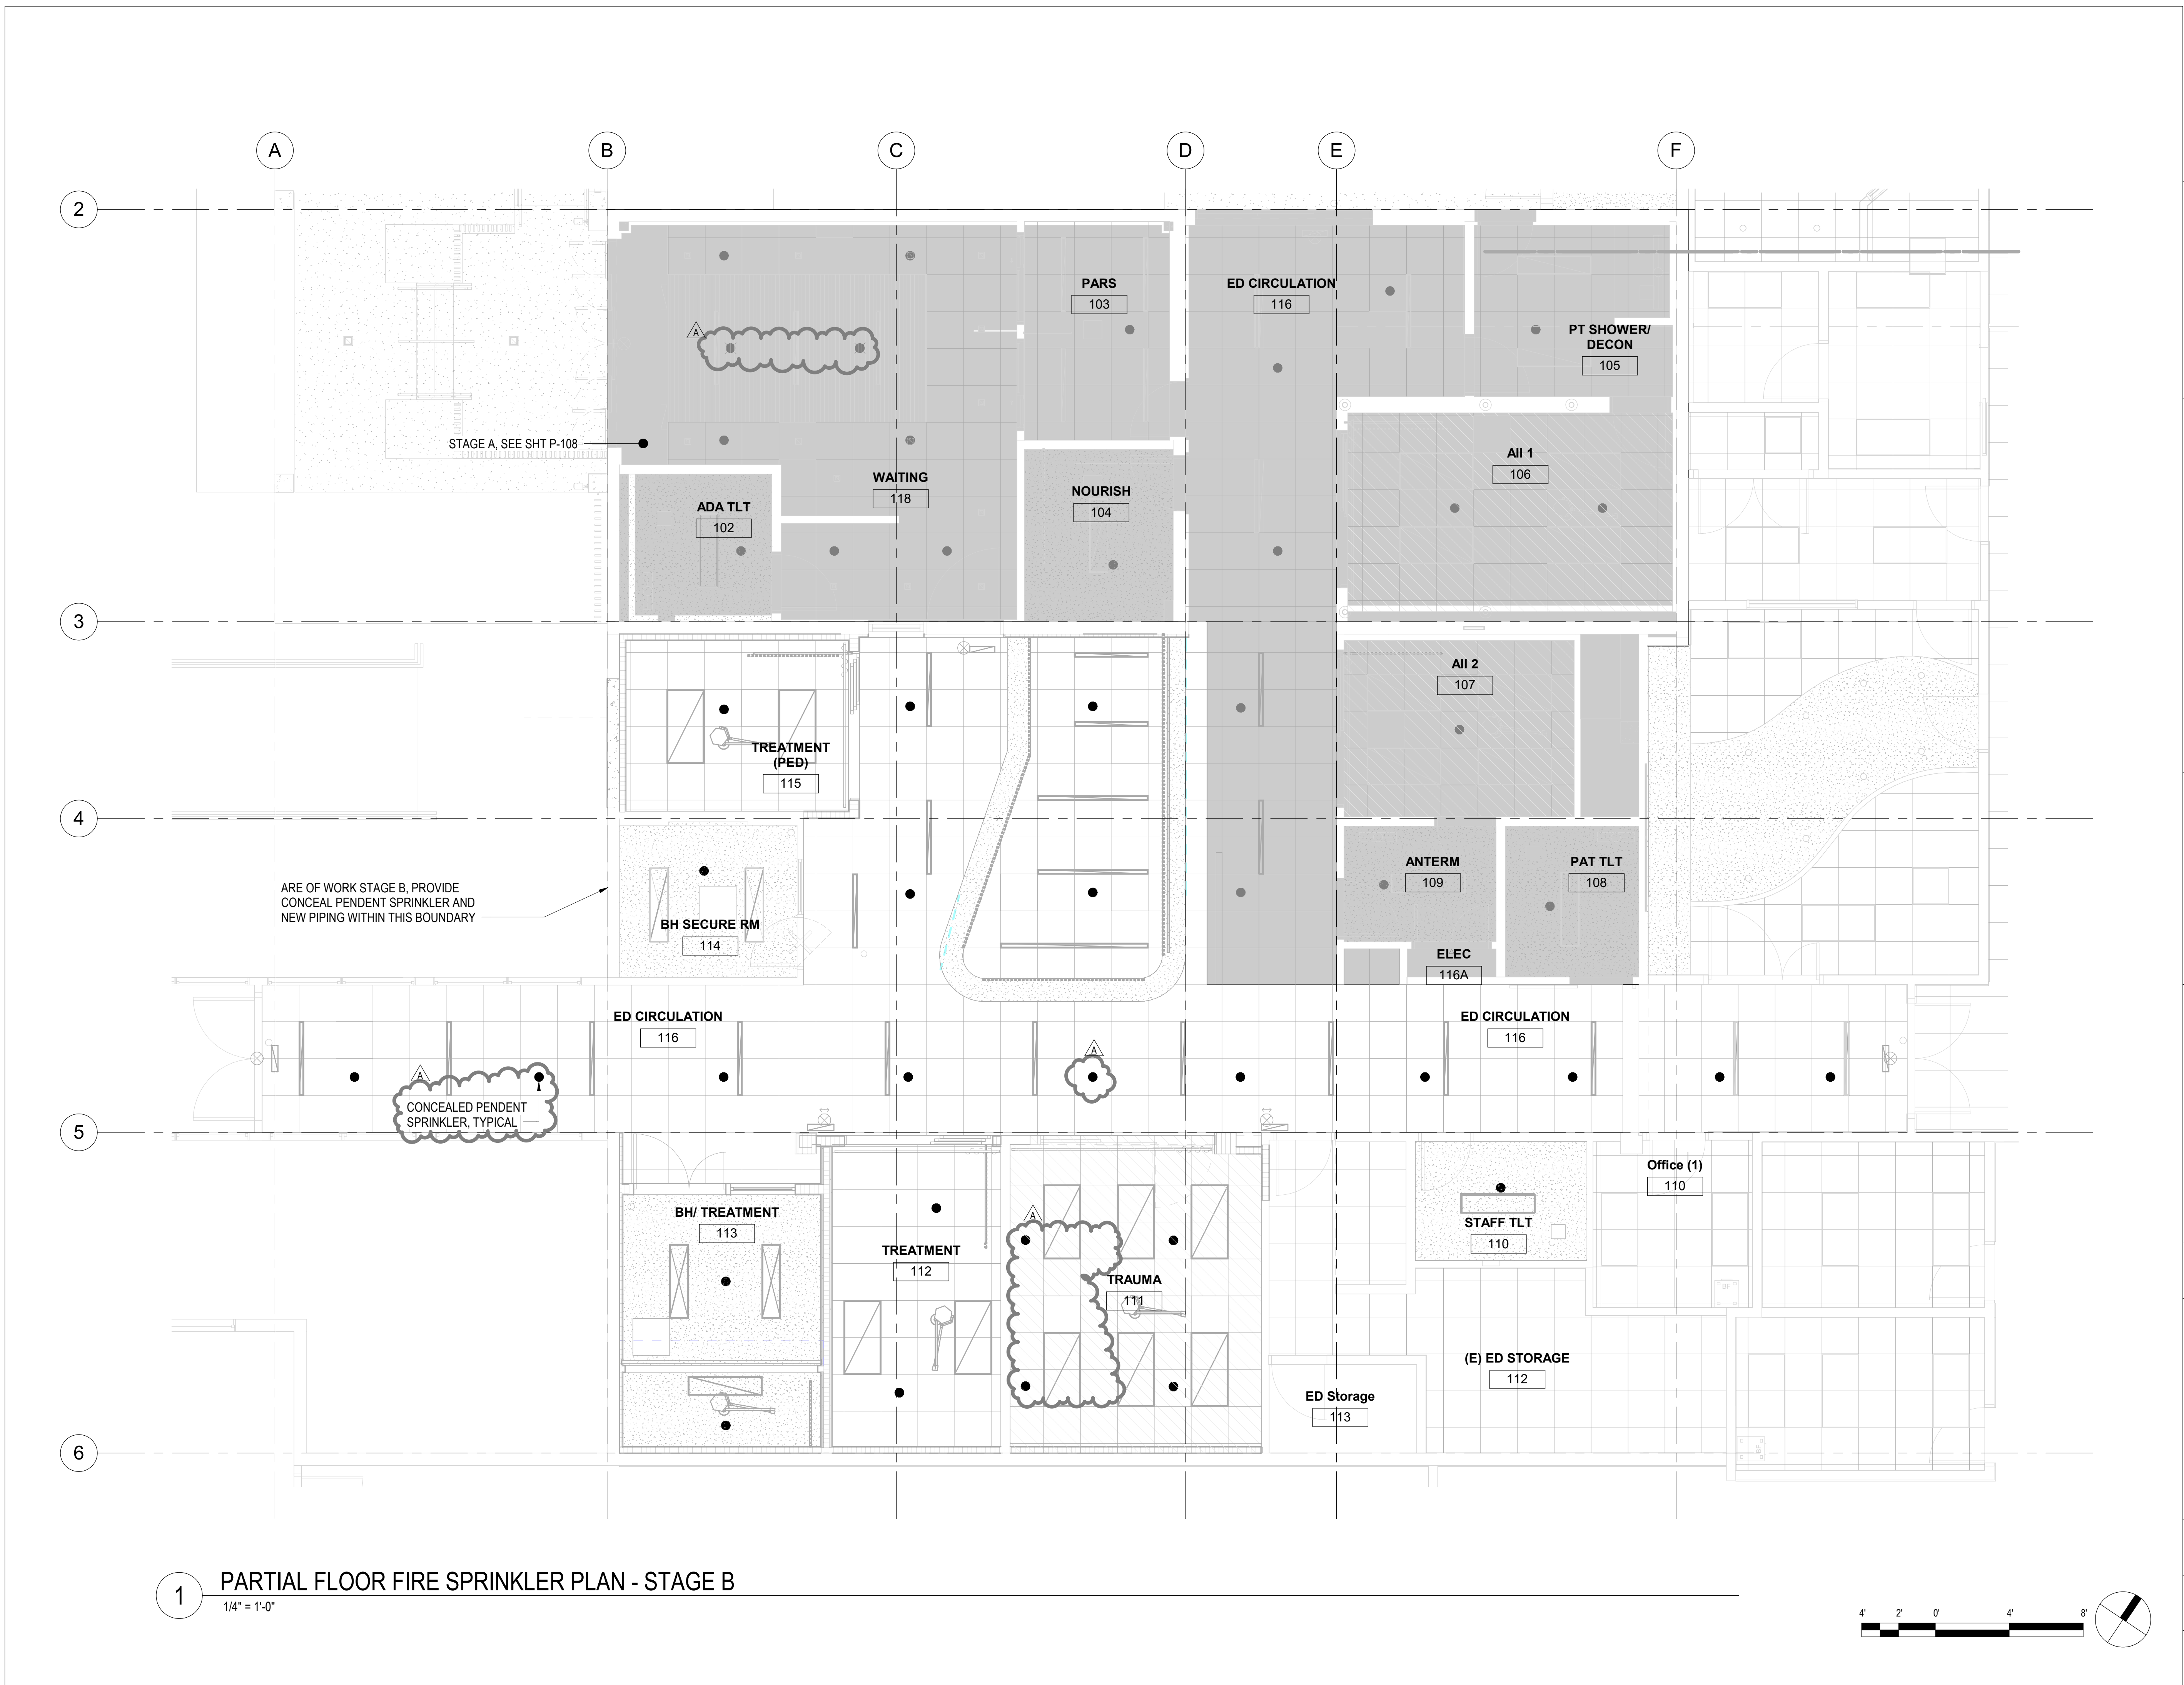 A
B
C
D
E
F
2
PARS
103
ED CIRCULATION
116
A
PT SHOWER/
DECON
105
STAGE A, SEE SHT P-108
AII 1
106
WAITING
118
NOURISH
104
ADA TLT
102
3
AII 2
107
TREATMENT
(PED)
115
4
ANTERM
109
PAT TLT
108
ARE OF WORK STAGE B, PROVIDE
CONCEAL PENDENT SPRINKLER AND
NEW PIPING WITHIN THIS BOUNDARY
BH SECURE RM
114
ELEC
116A
ED CIRCULATION
116
ED CIRCULATION
116
A
A
CONCEALED PENDENT
SPRINKLER, TYPICAL
5
Office (1)
110
BH/ TREATMENT
113
A
STAFF TLT
110
TREATMENT
112
TRAUMA
111
BF
(E) ED STORAGE
112
ED Storage
113
6
1
PARTIAL FLOOR FIRE SPRINKLER PLAN - STAGE B
1/4" = 1'-0"
4' 2' 0' 4' 8'